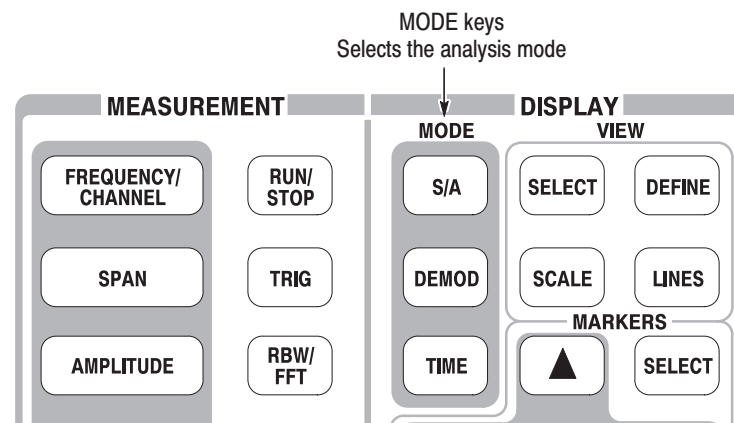 MODE keys
Selects the analysis mode
MEASUREMENT
DISPLAY
MODE
VIEW
FREQUENCY/
CHANNEL
RUN/
STOP
S/A
SELECT
DEFINE
SPAN
TRIG
DEMOD
SCALE
LINES
MARKERS
AMPLITUDE
RBW/
FFT
TIME
SELECT